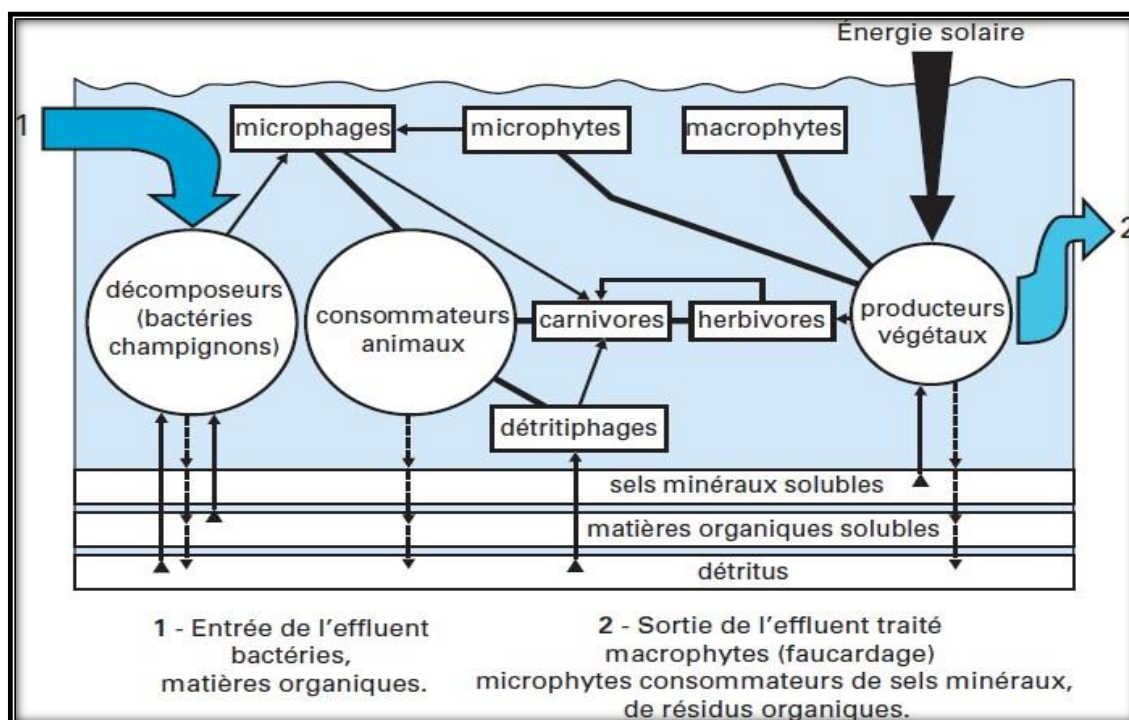 Énergie solaire
1
microphages
microphytes
macrophytes
2
décomposeurs
(bactéries
champignons)
consommateurs
animaux
carnivores
herbivores
producteurs
végétaux
détritiphages
sels minéraux solubles
matières organiques solubles
détritus
1 - Entrée de l'effluent
bactéries,
matières organiques.
2 - Sortie de l'effluent traité
macrophytes (faucardage)
microphytes consommateurs de sels minéraux,
de résidus organiques.